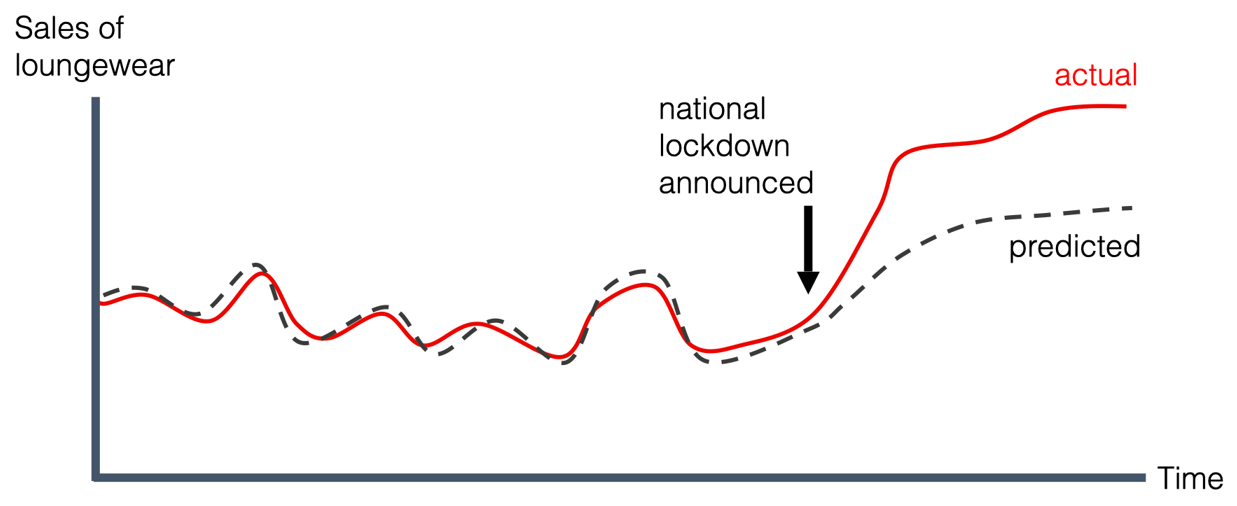 Sales of
loungewear
actual
national
lockdown
announced
predicted
Time